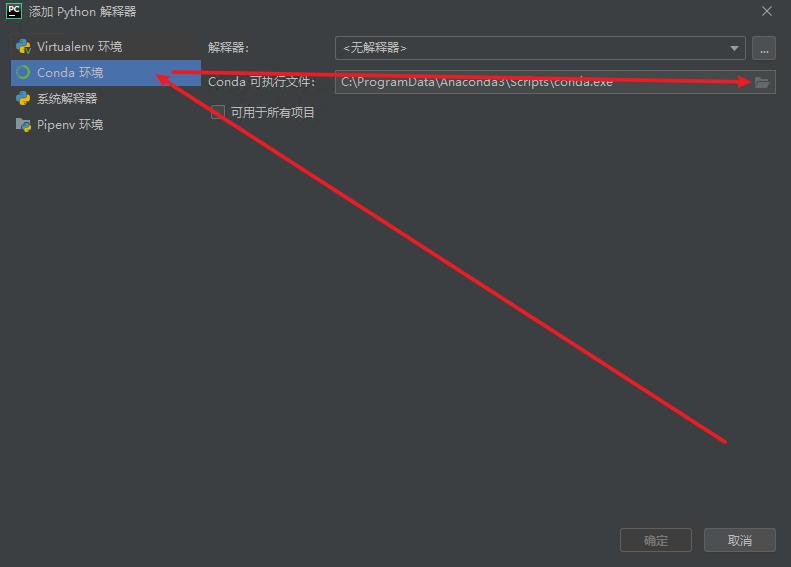 PC 添加 Python 解释器
Virtualenv 环境
Conda 环境
系统解释器
Pipenv 环境
解释器:
<无解释器>
...
Conda 可执行文件:
C:\ProgramData\Anaconda3\Scripts\conda.exe
可用于所有项目
确定
取消